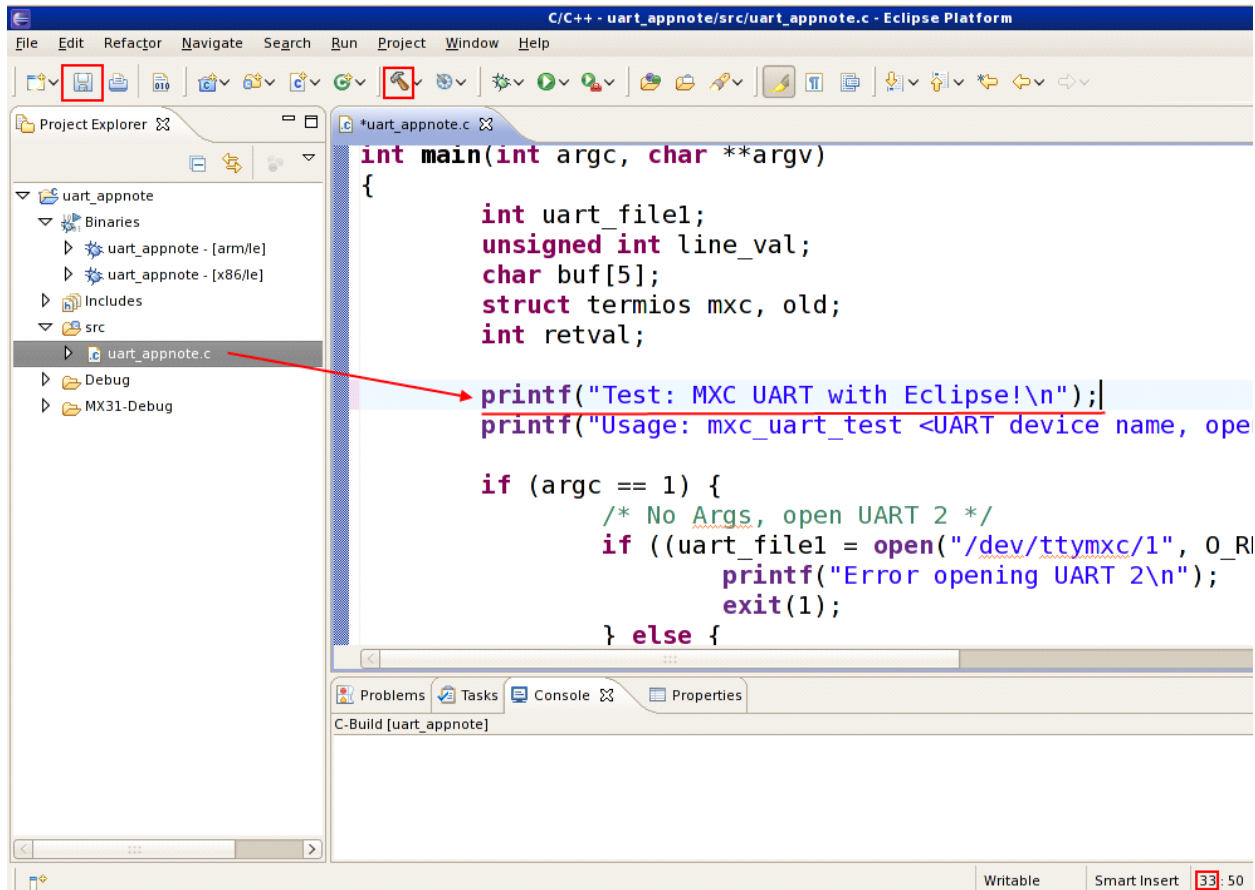 C/C++ - uart_appnote/src/uart_appnote.c - Eclipse Platform
File Edit Refactor Navigate Search Run Project Window Help
010
Project Explorer
uart_appnote
Binaries
uart_appnote - [arm/le]
uart_appnote - [x86/le]
Includes
src
uart_appnote.c
Debug
MX31-Debug
*uart_appnote.c
int main(int argc, char **argv)
{
int uart_file1;
unsigned int line_val;
char buf[5];
struct termios mxc, old;
int retval;
printf("Test: MXC UART with Eclipse!\n");
printf("Usage: mxc_uart_test <UART device name, ope
if (argc == 1) {
/* No Args, open UART 2 */
if ((uart_file1 = open("/dev/ttymxc/1", O_R
printf("Error opening UART 2\n");
exit(1);
} else {
Problems Tasks Console Properties
C-Build [uart_appnote]
Writable Smart Insert 33 : 50